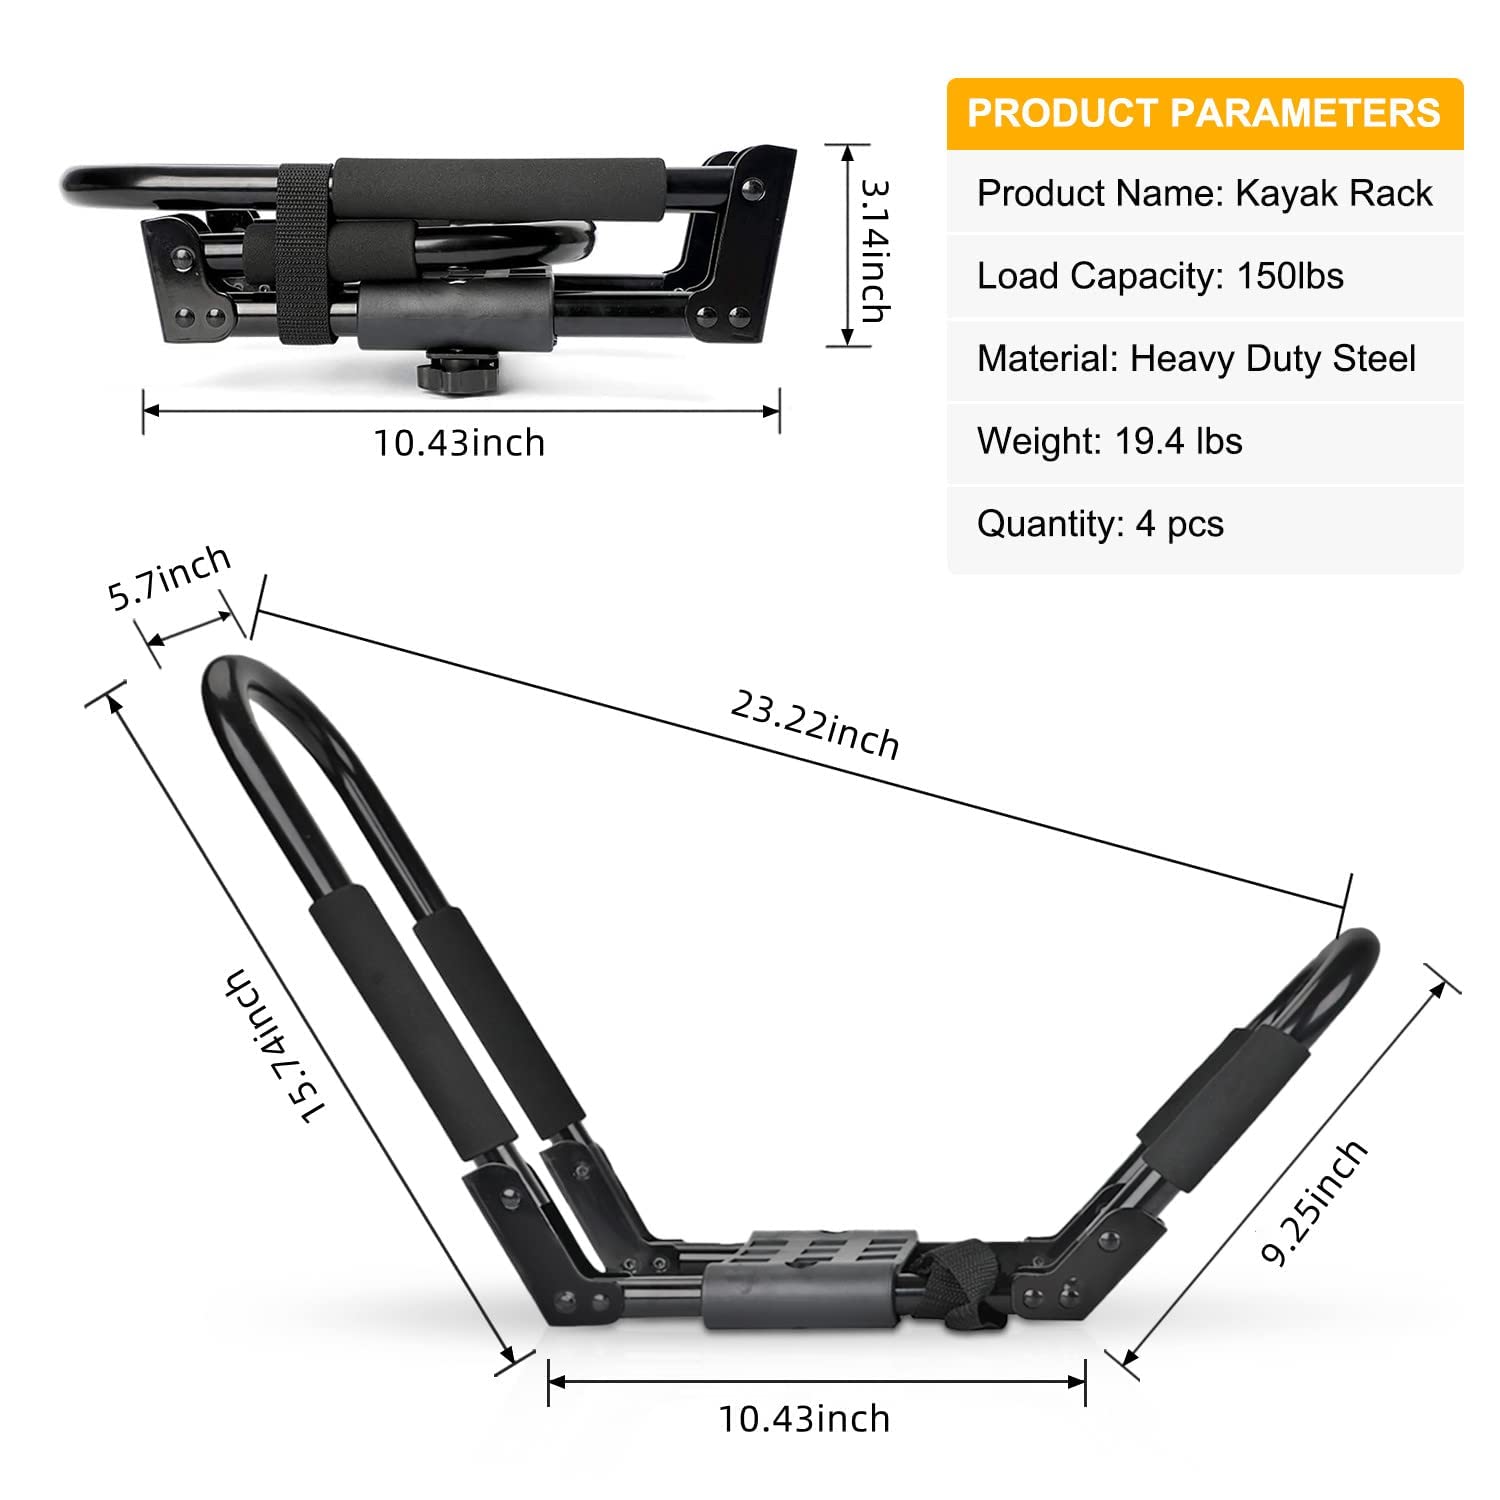 PRODUCT PARAMETERS
Product Name: Kayak Rack
Load Capacity: 150lbs
Material: Heavy Duty Steel
Weight: 19.4 lbs
Quantity: 4 pcs
3.14inch
10.43inch
5.7inch
23.22inch
15.74inch
9.25inch
10.43inch